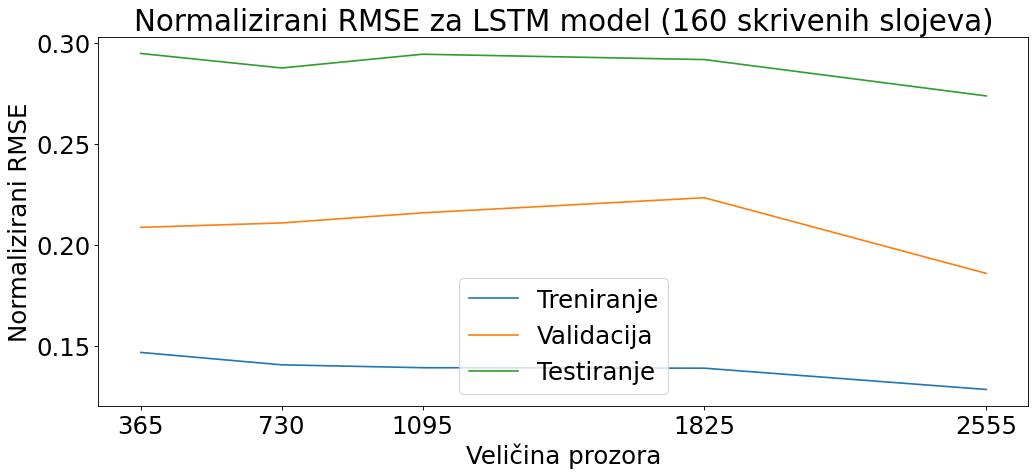 Normalizirani RMSE za LSTM model (160 skrivenih slojeva)
Normalizirani RMSE
0.30
0.25
0.20
0.15
Treniranje
Validacija
Testiranje
365 730 1095 1825 2555
Veličina prozora